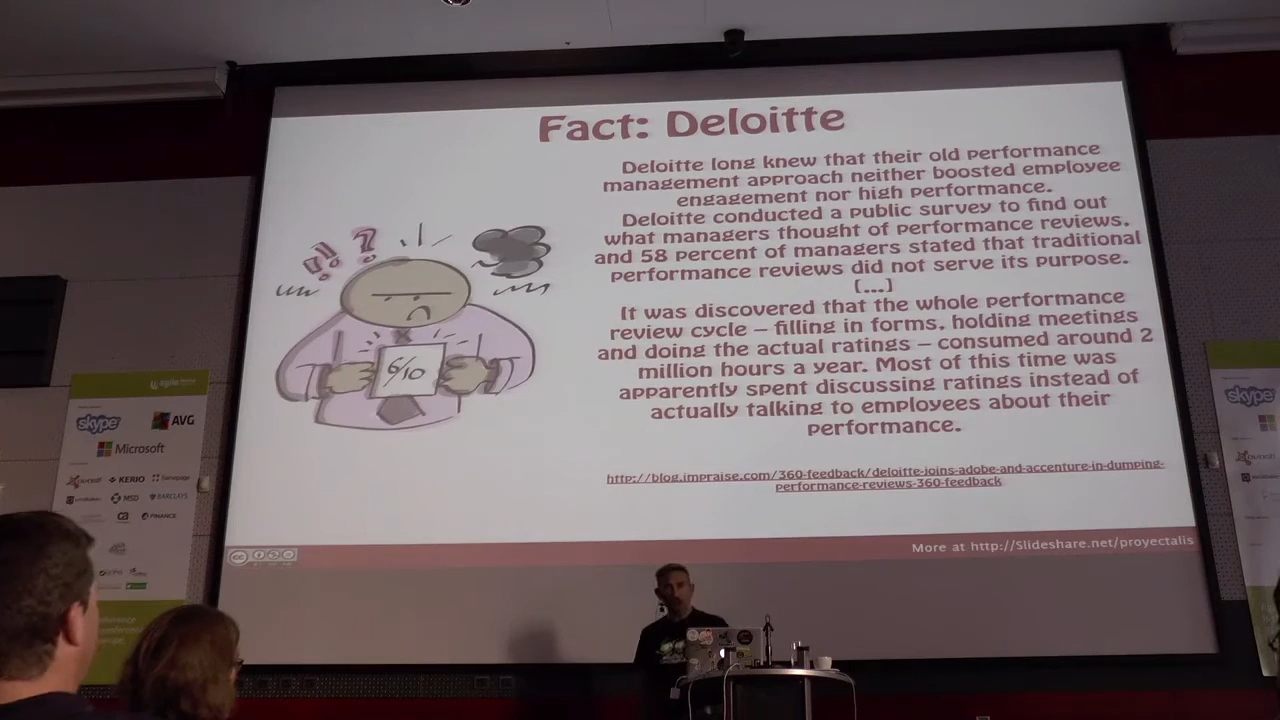 Fact: Deloitte
Deloitte long knew that their old performance
management approach neither boosted employee
engagement nor high performance.
Deloitte conducted a public survey to find out
what managers thought of performance reviews,
and 58 percent of managers stated that traditional
performance reviews did not serve its purpose.
[...]
It was discovered that the whole performance
review cycle – filling in forms, holding meetings
and doing the actual ratings – consumed around 2
million hours a year. Most of this time was
apparently spent discussing ratings instead of
actually talking to employees about their
performance.
http://blog.impraise.com/360-feedback/deloitte-joins-adobe-and-accenture-in-dumping-
performance-reviews-360-feedback
More at http://Slideshare.net/proyectalis
!!
?
6/10
cc
agile
skype
AVG
Microsoft
KERIO
MSD
BARCLAYS
ca
FINANCE
skype